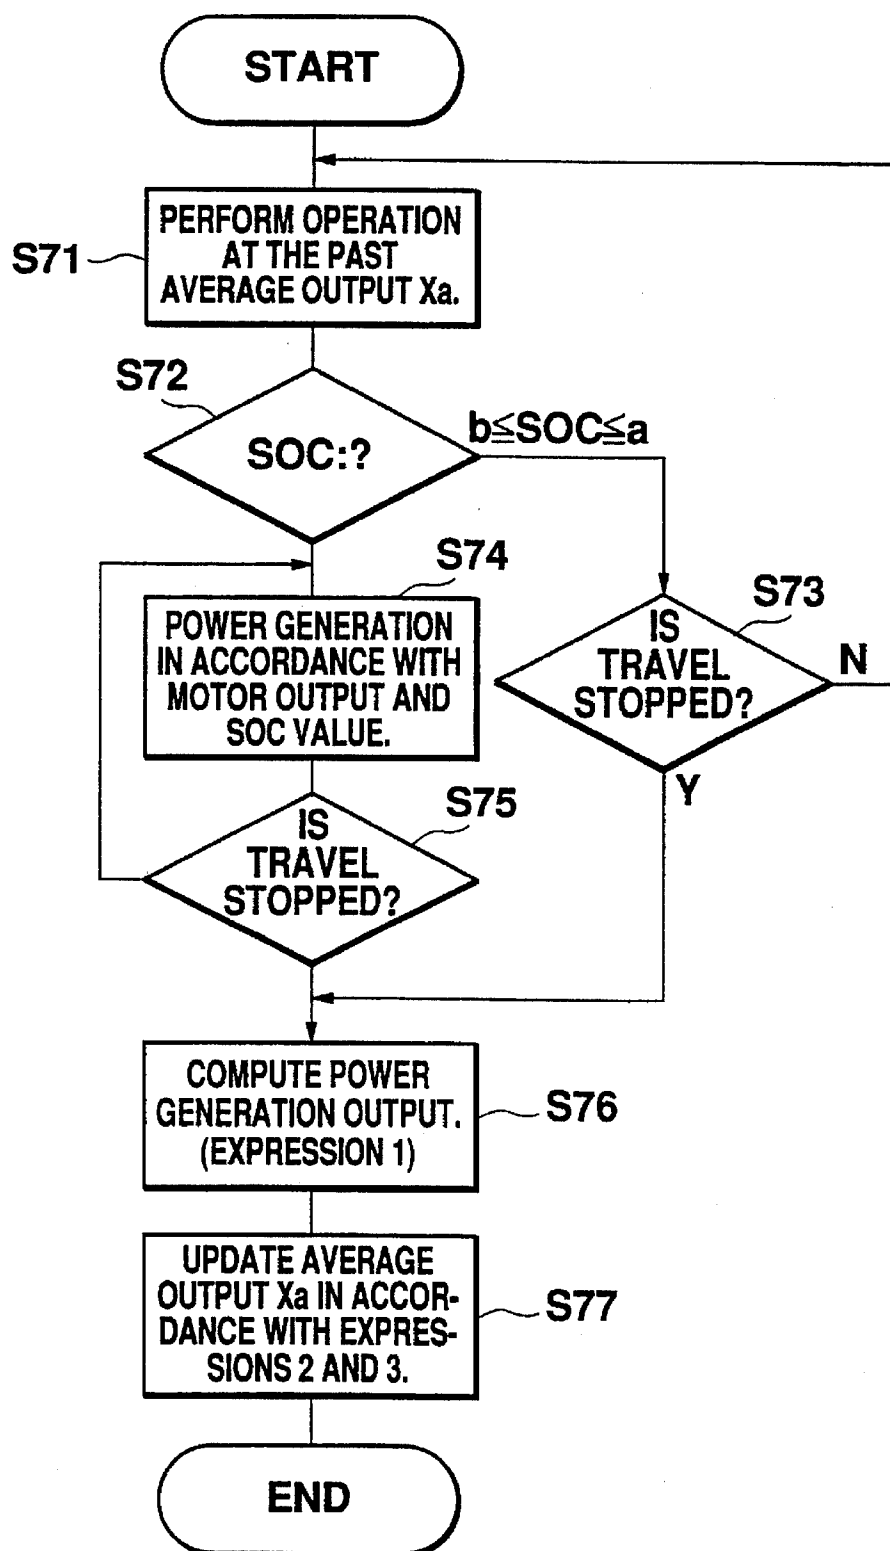 START
S71
PERFORM OPERATION
AT THE PAST
AVERAGE OUTPUT Xa.
S72
SOC:?
b≦SOC≦a
S74
POWER GENERATION
IN ACCORDANCE WITH
MOTOR OUTPUT AND
SOC VALUE.
S73
IS
TRAVEL
STOPPED?
N
Y
S75
IS
TRAVEL
STOPPED?
COMPUTE POWER
GENERATION OUTPUT.
(EXPRESSION 1)
S76
UPDATE AVERAGE
OUTPUT Xa IN ACCOR-
DANCE WITH EXPRES-
SIONS 2 AND 3.
S77
END